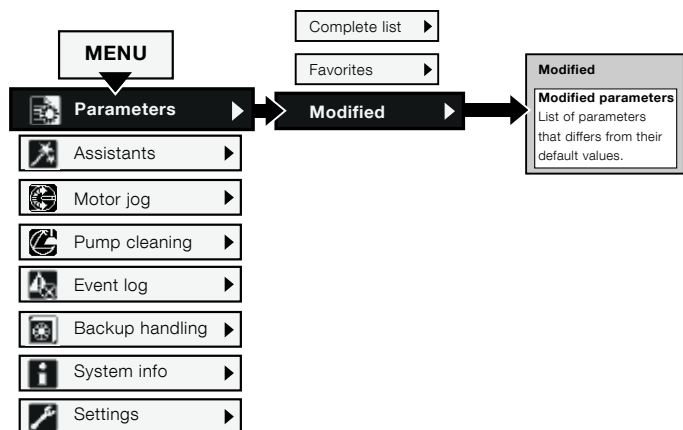 MENU
Parameters
Assistants
Motor jog
Pump cleaning
Event log
Backup handling
System info
Settings
Complete list
Favorites
Modified
Modified
Modified parameters
List of parameters
that differs from their
default values.